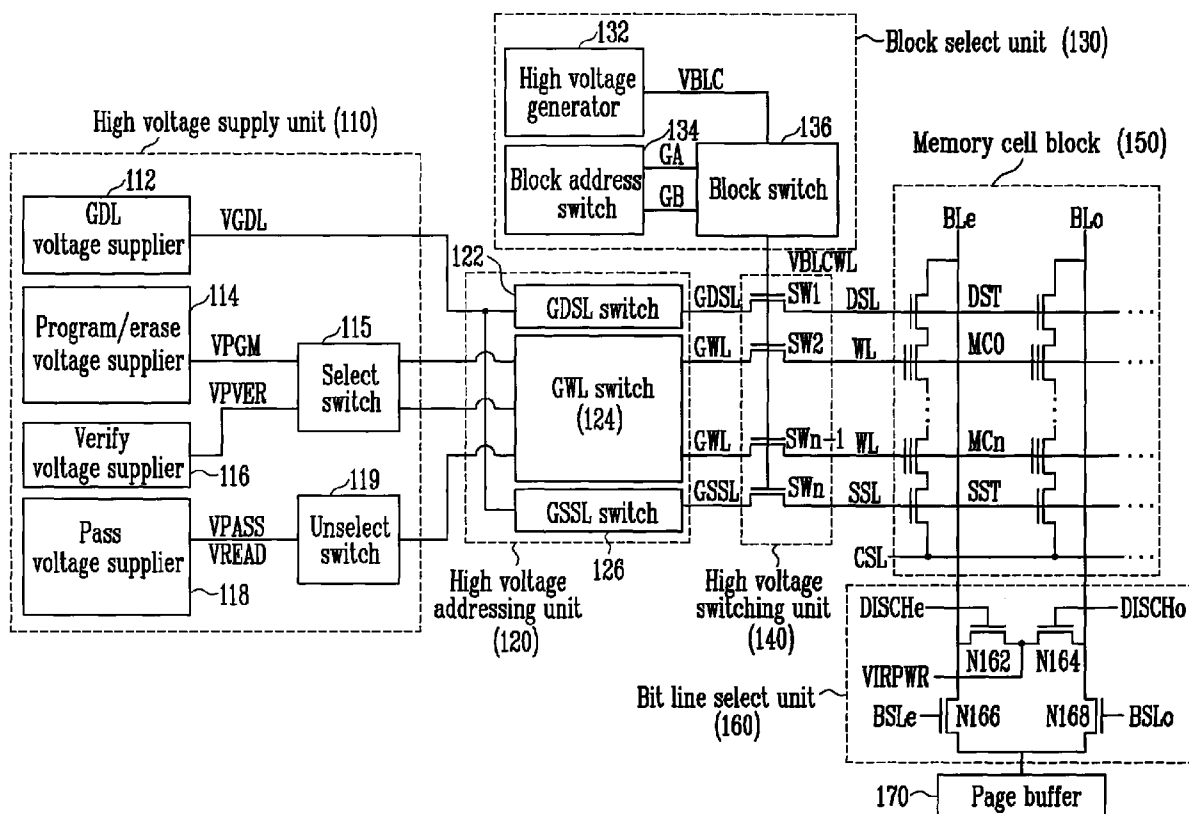 132
High voltage
generator
VBLC
Block select unit (130)
134
Block address
switch
GA
GB
136
Block switch
VBLCWL
High voltage supply unit (110)
112
GDL
voltage supplier
VGDL
114
Program/erase
voltage supplier
VPGM
VPVER
115
Select
switch
Verify
voltage supplier
116
Pass
voltage supplier
118
VPASS
VREAD
119
Unselect
switch
122
GDSL switch
GWL switch
(124)
GSSL switch
126
High voltage
addressing unit
(120)
GDSL
GWL
GWL
GSSL
SW1
SW2
SWn-1
SWn
High voltage
switching unit
(140)
Memory cell block (150)
BLe
BLo
DSL
DST
WL
MC0
WL
MCn
SSL
SST
CSL
DISCHe
DISCHo
N162
N164
VIRPWR
Bit line select unit
(160)
BSLe
N166
N168
BSLo
170
Page buffer